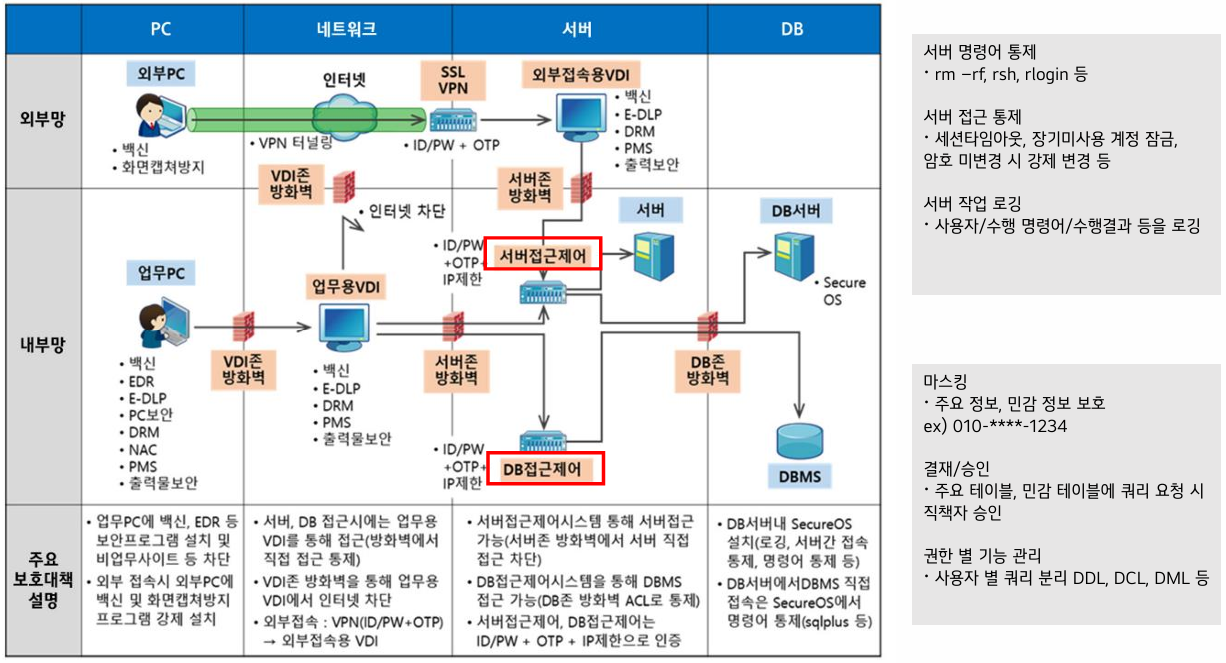 PC
네트워크
서버
DB
외부망
외부PC
• 백신
• 화면캡쳐방지
인터넷
• VPN 터널링
SSL
VPN
• ID/PW + OTP
외부접속용VDI
• 백신
• E-DLP
• DRM
• PMS
• 출력보안
VDI존
방화벽
서버존
방화벽
내부망
업무PC
• 백신
• EDR
• E-DLP
• PC보안
• DRM
• NAC
• PMS
• 출력물보안
VDI존
방화벽
• 인터넷 차단
업무용VDI
• 백신
• E-DLP
• DRM
• PMS
• 출력물보안
서버존
방화벽
• ID/PW
+OTP+
IP제한
서버접근제어
서버
• ID/PW
+OTP+
IP제한
DB접근제어
DB존
방화벽
DB서버
• Secure
OS
DBMS
주요
보호대책
설명
• 업무PC에 백신, EDR 등
보안프로그램 설치 및
비업무사이트 등 차단
• 외부 접속시 외부PC에
백신 및 화면캡쳐방지
프로그램 강제 설치
• 서버, DB 접근시에는 업무용
VDI를 통해 접근(방화벽에서
직접 접근 통제)
• VDI존 방화벽을 통해 업무용
VDI에서 인터넷 차단
• 외부접속 : VPN(ID/PW+OTP)
→ 외부접속용 VDI
• 서버접근제어시스템 통해 서버접근
가능(서버존 방화벽에서 서버 직접
접근 차단)
• DB접근제어시스템을 통해 DBMS
접근 가능(DB존 방화벽 ACL로 통제)
• 서버접근제어, DB접근제어는
ID/PW + OTP + IP제한으로 인증
• DB서버내 SecureOS
설치(로깅, 서버간 접속
통제, 명령어 통제 등)
• DB서버에서DBMS 직접
접속은 SecureOS에서
명령어 통제(sqlplus 등)
서버 명령어 통제
· rm –rf, rsh, rlogin 등
서버 접근 통제
· 세션타임아웃, 장기미사용 계정 잠금,
암호 미변경 시 강제 변경 등
서버 작업 로깅
· 사용자/수행 명령어/수행결과 등을 로깅
마스킹
· 주요 정보, 민감 정보 보호
ex) 010-****-1234
결재/승인
· 주요 테이블, 민감 테이블에 쿼리 요청 시
직책자 승인
권한 별 기능 관리
· 사용자 별 쿼리 분리 DDL, DCL, DML 등